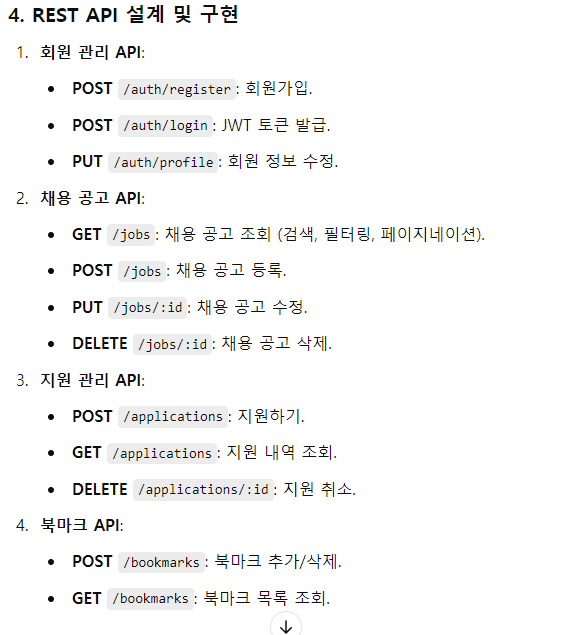 4. REST API 설계 및 구현
1. 회원 관리 API:
• POST /auth/register: 회원가입.
• POST /auth/login: JWT 토큰 발급.
• PUT /auth/profile: 회원 정보 수정.
2. 채용 공고 API:
• GET /jobs: 채용 공고 조회 (검색, 필터링, 페이지네이션).
• POST /jobs: 채용 공고 등록.
• PUT /jobs/:id: 채용 공고 수정.
• DELETE /jobs/:id: 채용 공고 삭제.
3. 지원 관리 API:
• POST /applications: 지원하기.
• GET /applications: 지원 내역 조회.
• DELETE /applications/:id: 지원 취소.
4. 북마크 API:
• POST /bookmarks: 북마크 추가/삭제.
• GET /bookmarks: 북마크 목록 조회.